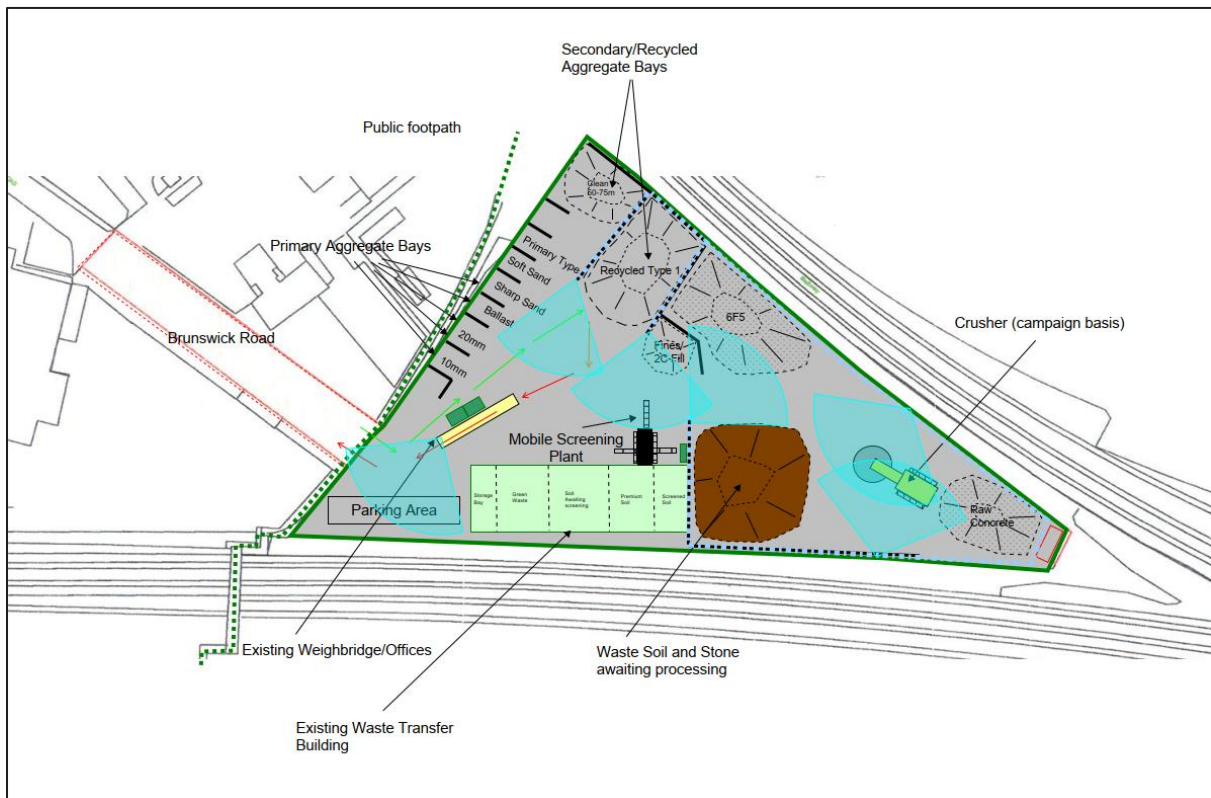 Secondary/Recycled
Aggregate Bays
Public footpath
Clean
60-75m
Primary Aggregate Bays
Primary Type
Soft Sand
Sharp Sand
Ballast
20mm
10mm
Recycled Type 1
6F5
Fines/
2C Fill
Crusher (campaign basis)
Brunswick Road
Mobile Screening
Plant
Parking Area
Storage
Bay
Green
Waste
Soil
Awaiting
screening
Premium
Soil
Screened
Soil
Raw
Concrete
Existing Weighbridge/Offices
Waste Soil and Stone
awaiting processing
Existing Waste Transfer
Building